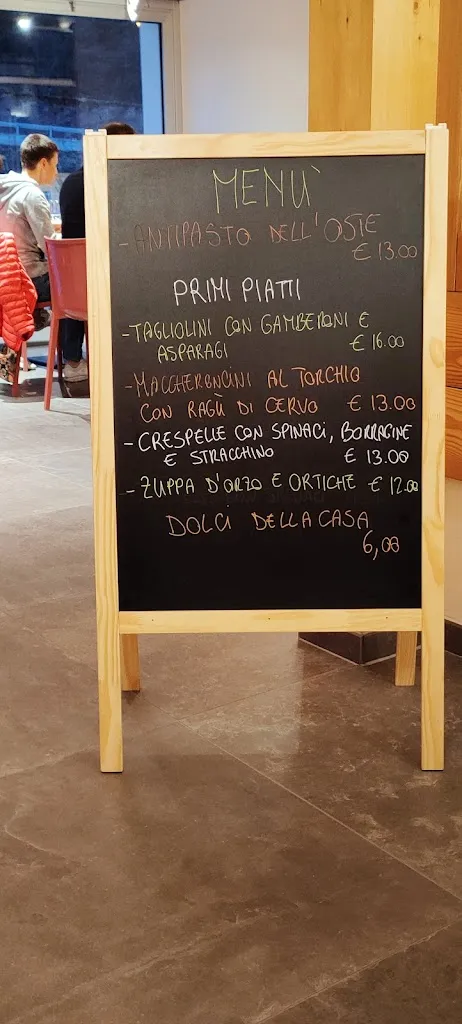 MENU'
- ANTIPASTO DELL'OSTE
€ 13.00
PRIMI PIATTI
- TAGLIOLINI CON GAMBERONI E
ASPARAGI € 16.00
- MACCHERONCINI AL TORCHIO
CON RAGÙ DI CERVO € 13.00
- CRESPELLE CON SPINACI, BORRAGINE
E STRACCHINO € 13.00
- ZUPPA D'ORZO E ORTICHE € 12.00
DOLCI DELLA CASA
6,00